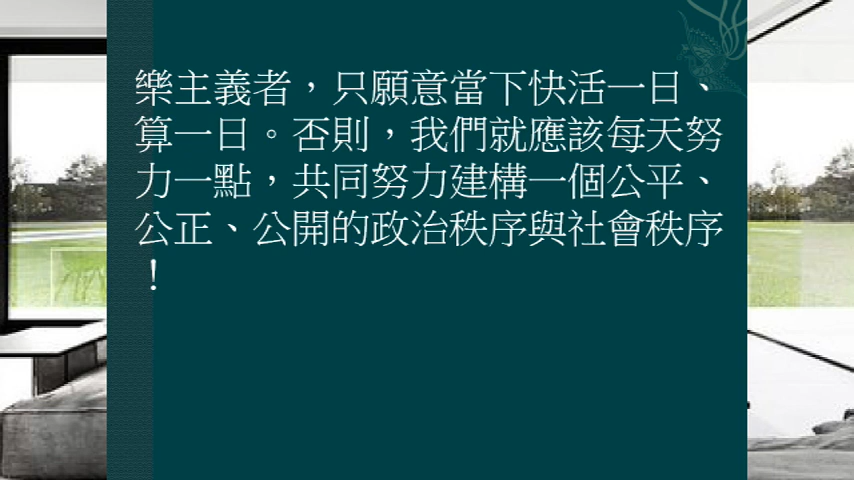 樂主義者，只願意當下快活一日、
算一日。否則，我們就應該每天努
力一點，共同努力建構一個公平、
公正、公開的政治秩序與社會秩序
！